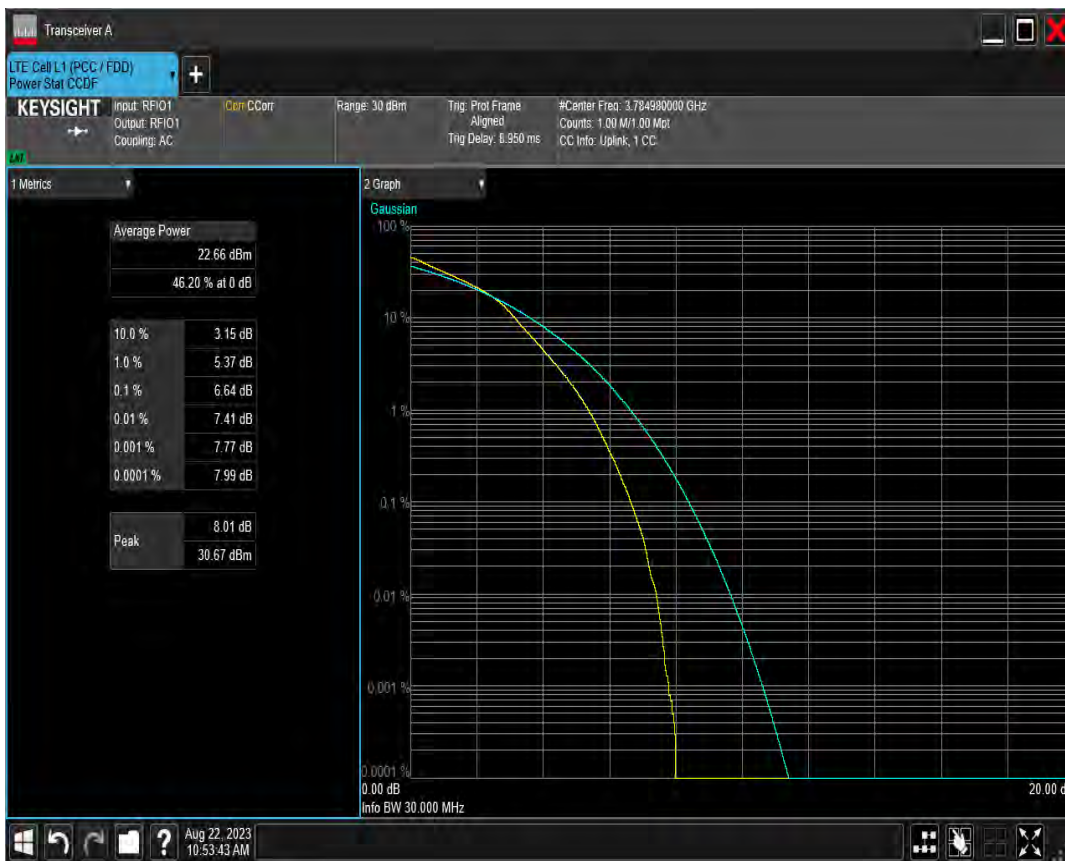 Transceiver A
LTE Cell L1 (PCC / FDD)
Power Stat CCDF
+
KEYSIGHT
Input: RFIO1
Output: RFIO1
Coupling: AC
Corr CCorr
Range: 30 dBm
Trig: Prot Frame
Aligned
Trig Delay: 8.950 ms
#Center Freq: 3.784980000 GHz
Counts: 1.00 M/1.00 Mpt
CC Info: Uplink, 1 CC
1 Metrics
Average Power
22.66 dBm
46.20 % at 0 dB
10.0 % 3.15 dB
1.0 % 5.37 dB
0.1 % 6.64 dB
0.01 % 7.41 dB
0.001 % 7.77 dB
0.0001 % 7.99 dB
Peak
8.01 dB
30.67 dBm
2 Graph
Gaussian
100 %
10 %
1 %
0.1 %
0.01 %
0.001 %
0.0001 %
0.00 dB
20.00 d
Info BW 30.000 MHz
?
Aug 22, 2023
10:53:43 AM